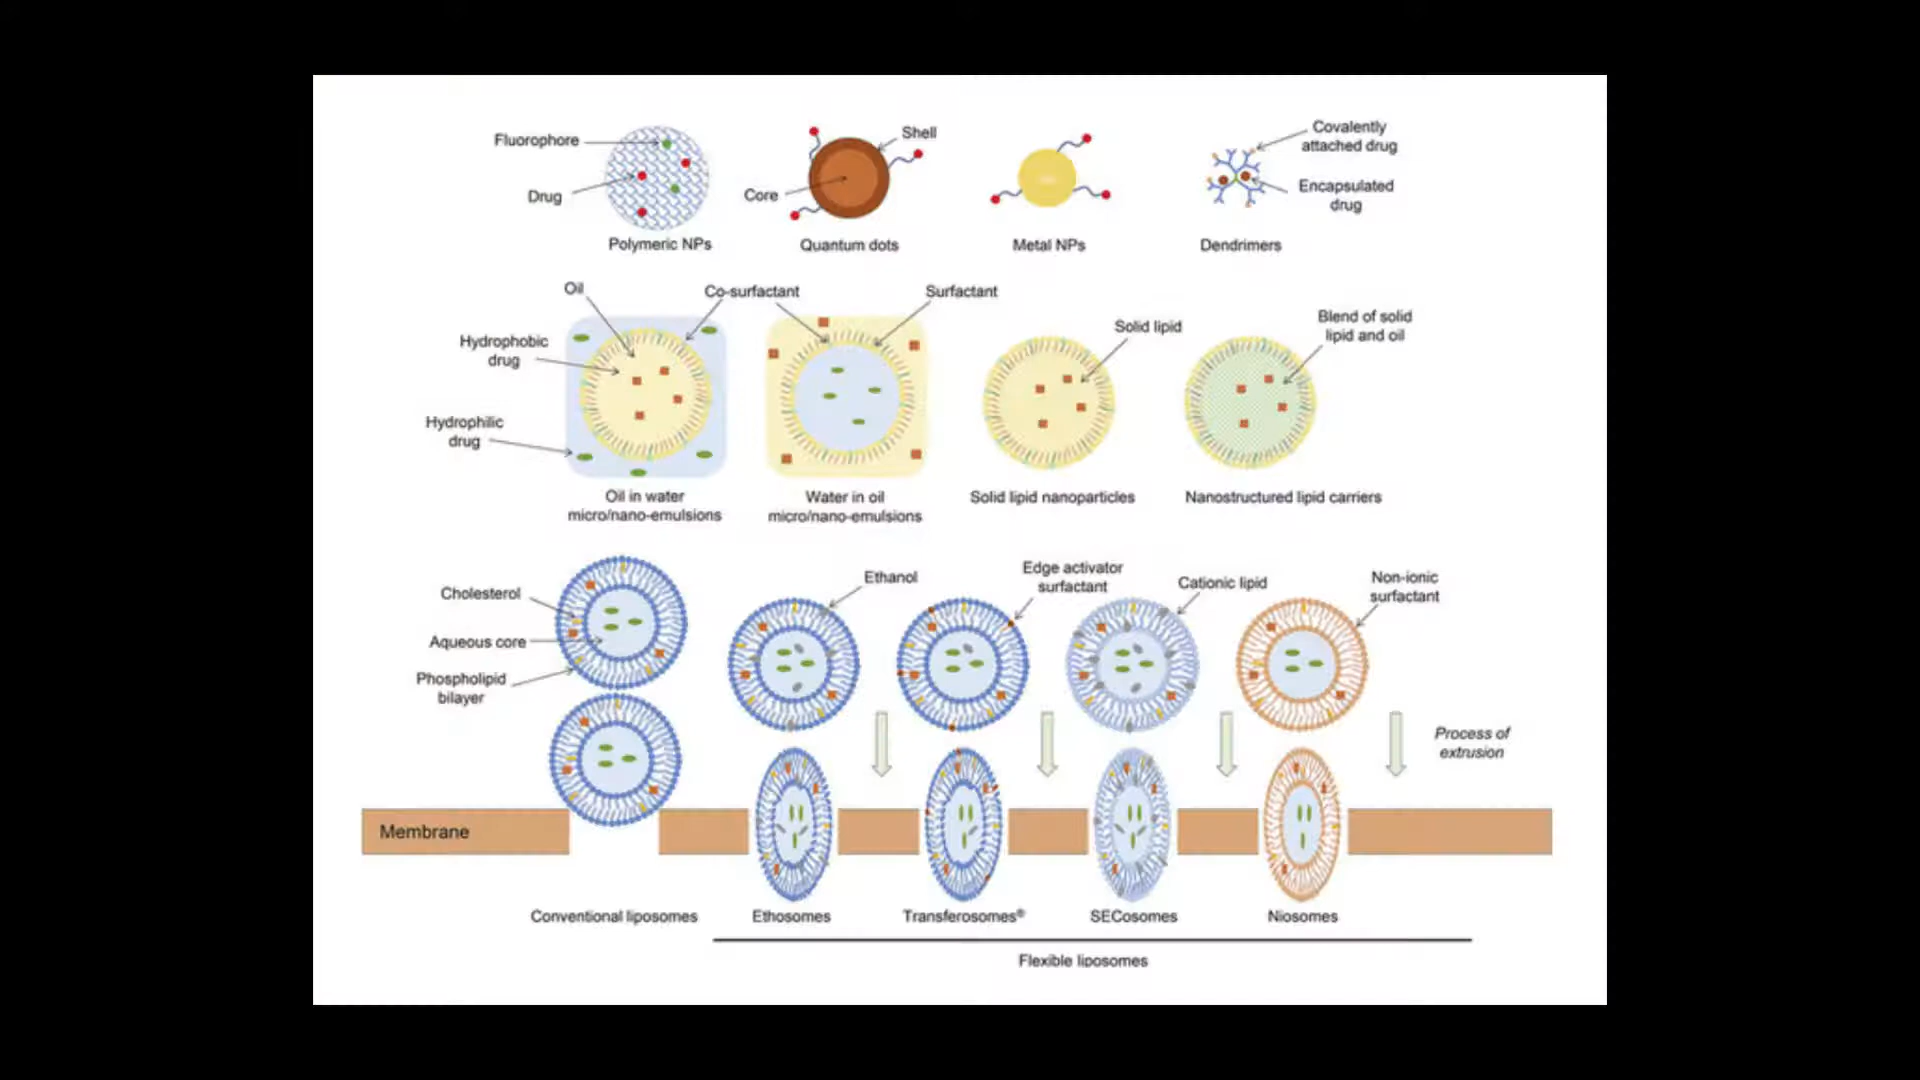 Fluorophore
Shell
Covalently
attached drug
Core
Drug
Encapsulated
drug
Polymeric NPs
Quantum dots
Metal NPs
Dendrimers
Oil
Co-surfactant
Surfactant
Solid lipid
Blend of solid
lipid and oil
Hydrophobic
drug
Hydrophilic
drug
Oil in water
micro/nano-emulsions
Water in oil
micro/nano-emulsions
Solid lipid nanoparticles
Nanostructured lipid carriers
Cholesterol
Aqueous core
Phospholipid
bilayer
Ethanol
Edge activator
surfactant
Cationic lipid
Non-ionic
surfactant
Process of
extrusion
Membrane
Conventional liposomes
Ethosomes
Transferosomes®
SECosomes
Niosomes
Flexible liposomes